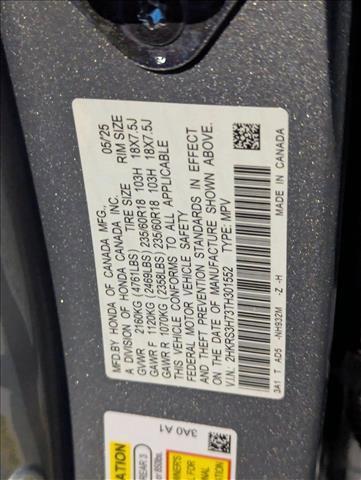 MFD. BY HONDA OF CANADA MFG. 05/25
A DIVISION OF HONDA CANADA INC.
GVWR 2160KG (4761LBS) TIRE SIZE RIM SIZE
GAWR F 1120KG (2469LBS) 235/60R18 103H 18X7.5J
GAWR R 1070KG (2358LBS) 235/60R18 103H 18X7.5J
THIS VEHICLE CONFORMS TO ALL APPLICABLE
FEDERAL MOTOR VEHICLE SAFETY
AND THEFT PREVENTION STANDARDS IN EFFECT
ON THE DATE OF MANUFACTURE SHOWN ABOVE.
V.I.N.: 2HKRS3H73TH301552 TYPE: MPV
3A1 T AD5 -NH932M -Z -H
MADE IN CANADA
3A0 A1
REAR 3